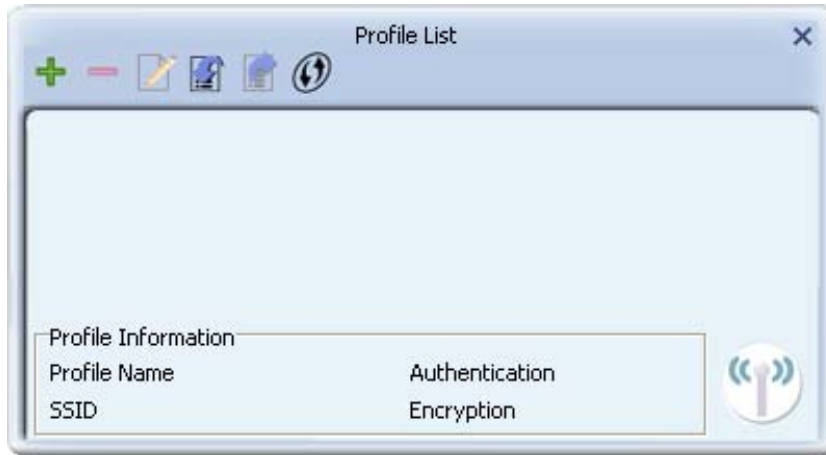 Profile List
Profile Information
Profile Name Authentication
SSID Encryption